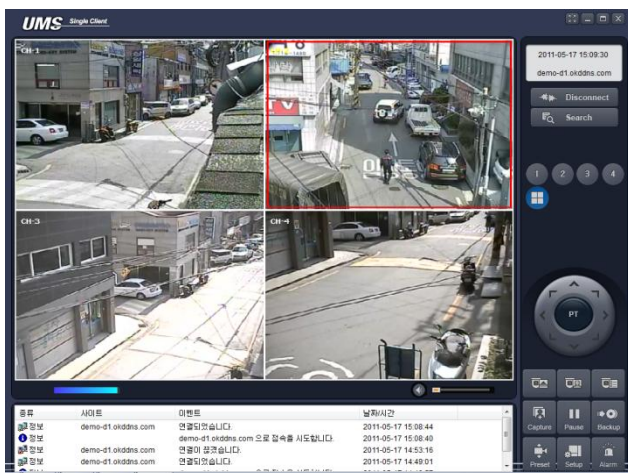 UMS Single Client
CH-1
TV
CH-3
CH-4
2011-05-17 15:09:30
demo-d1.okddns.com
Disconnect
Search
1 2 3 4
PT
Capture Pause Backup
Preset Setup Alarm
종류 사이트 이벤트 날짜/시간
정보 demo-d1.okddns.com 연결되었습니다. 2011-05-17 15:08:44
정보 demo-d1.okddns.com 으로 접속을 시도합니다. 2011-05-17 15:08:40
정보 demo-d1.okddns.com 연결이 끊겼습니다. 2011-05-17 14:53:16
정보 demo-d1.okddns.com 연결되었습니다. 2011-05-17 14:49:01